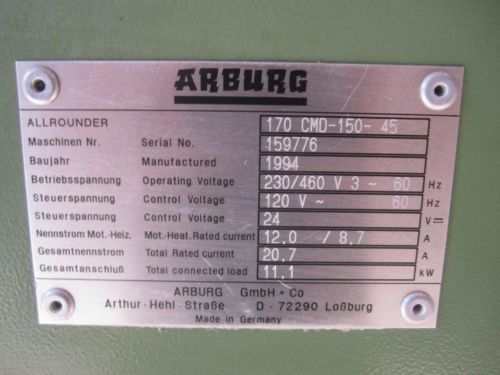 ARBURG
ALLROUNDER 170 CMD-150- 45
Maschinen Nr. Serial No. 159776
Baujahr Manufactured 1994
Betriebsspannung Operating Voltage 230/460 V 3 ~ 60 Hz
Steuerspannung Control Voltage 120 V ~ 60 Hz
Steuerspannung Control Voltage 24 V⎓
Nennstrom Mot.-Heiz. Mot.-Heat.Rated current 12.0 / 8.7 A
Gesamtnennstrom Total Rated current 20.7 A
Gesamtanschluß Total connected load 11.1 kW
ARBURG GmbH + Co
Arthur - Hehl - Straße D - 72290 Loßburg
Made in Germany